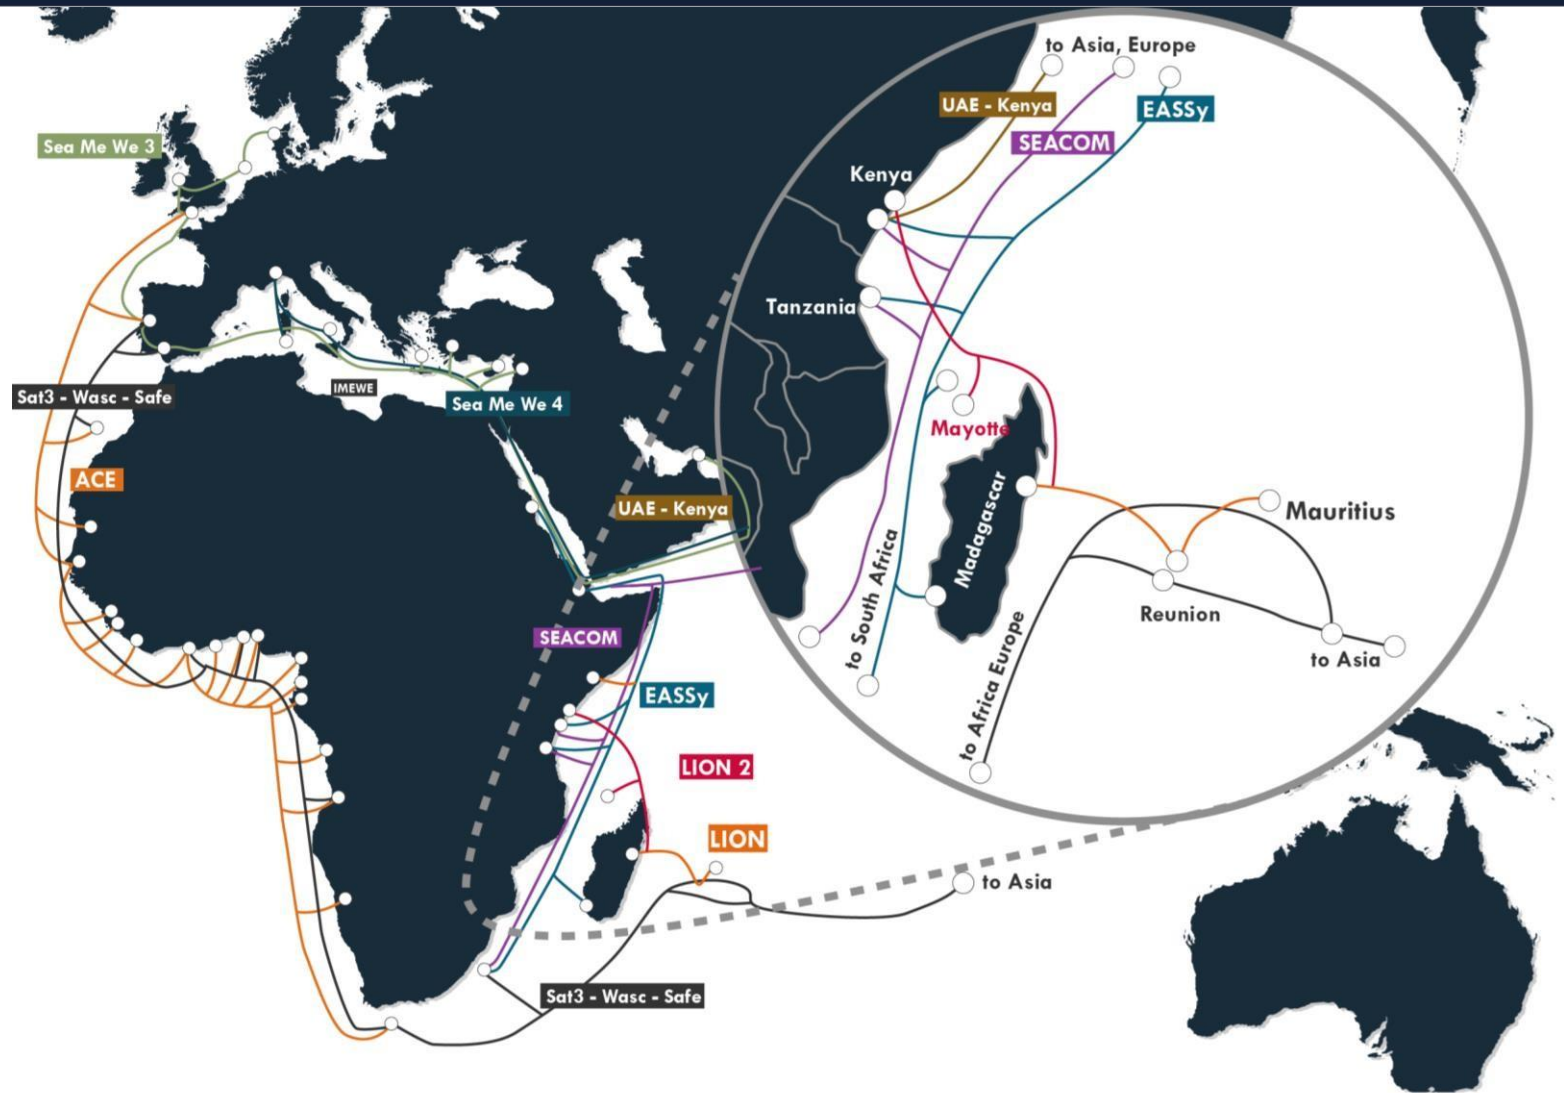 to Asia, Europe
UAE - Kenya
EASSy
SEACOM
Sea Me We 3
Kenya
Tanzania
IMEWE
Sat3 - Wasc - Safe
Sea Me We 4
Mayotte
ACE
Madagascar
UAE - Kenya
Mauritius
to South Africa
Reunion
SEACOM
to Africa Europe
to Asia
EASSy
LION 2
LION
to Asia
Sat3 - Wasc - Safe